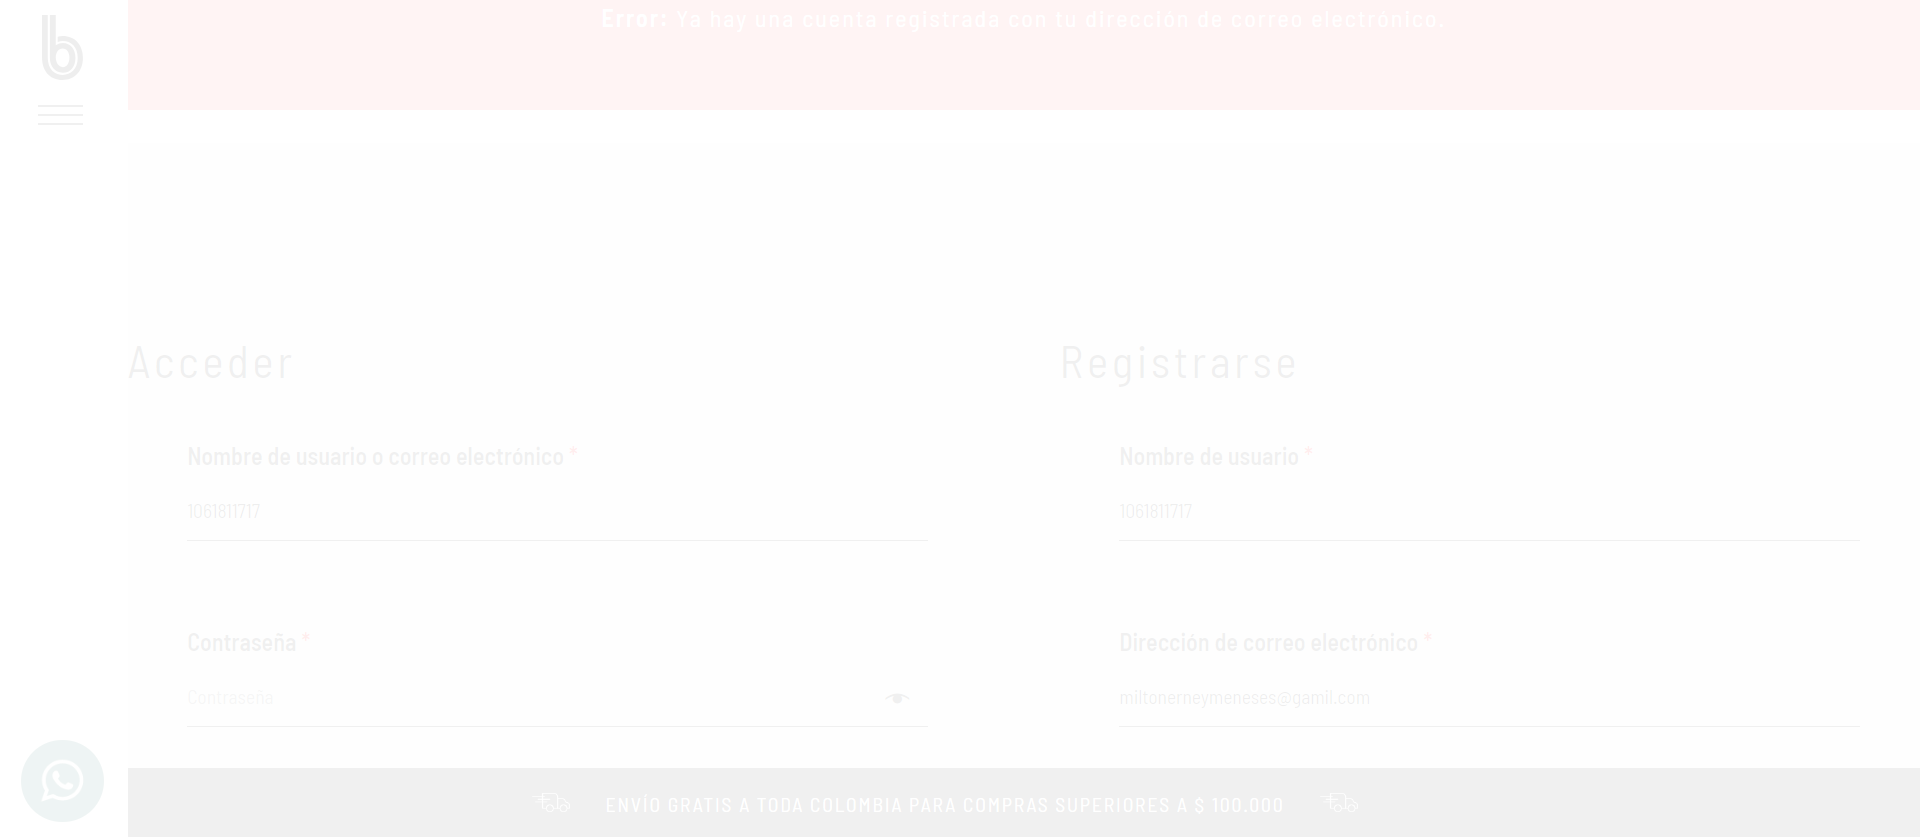 Error: Ya hay una cuenta registrada con tu dirección de correo electrónico.
b
Acceder
Registrarse
Nombre de usuario o correo electrónico *
Nombre de usuario *
1061811717
1061811717
Contraseña *
Dirección de correo electrónico *
Contraseña
miltonerneymeneses@gamil.com
ENVÍO GRATIS A TODA COLOMBIA PARA COMPRAS SUPERIORES A $ 100.000